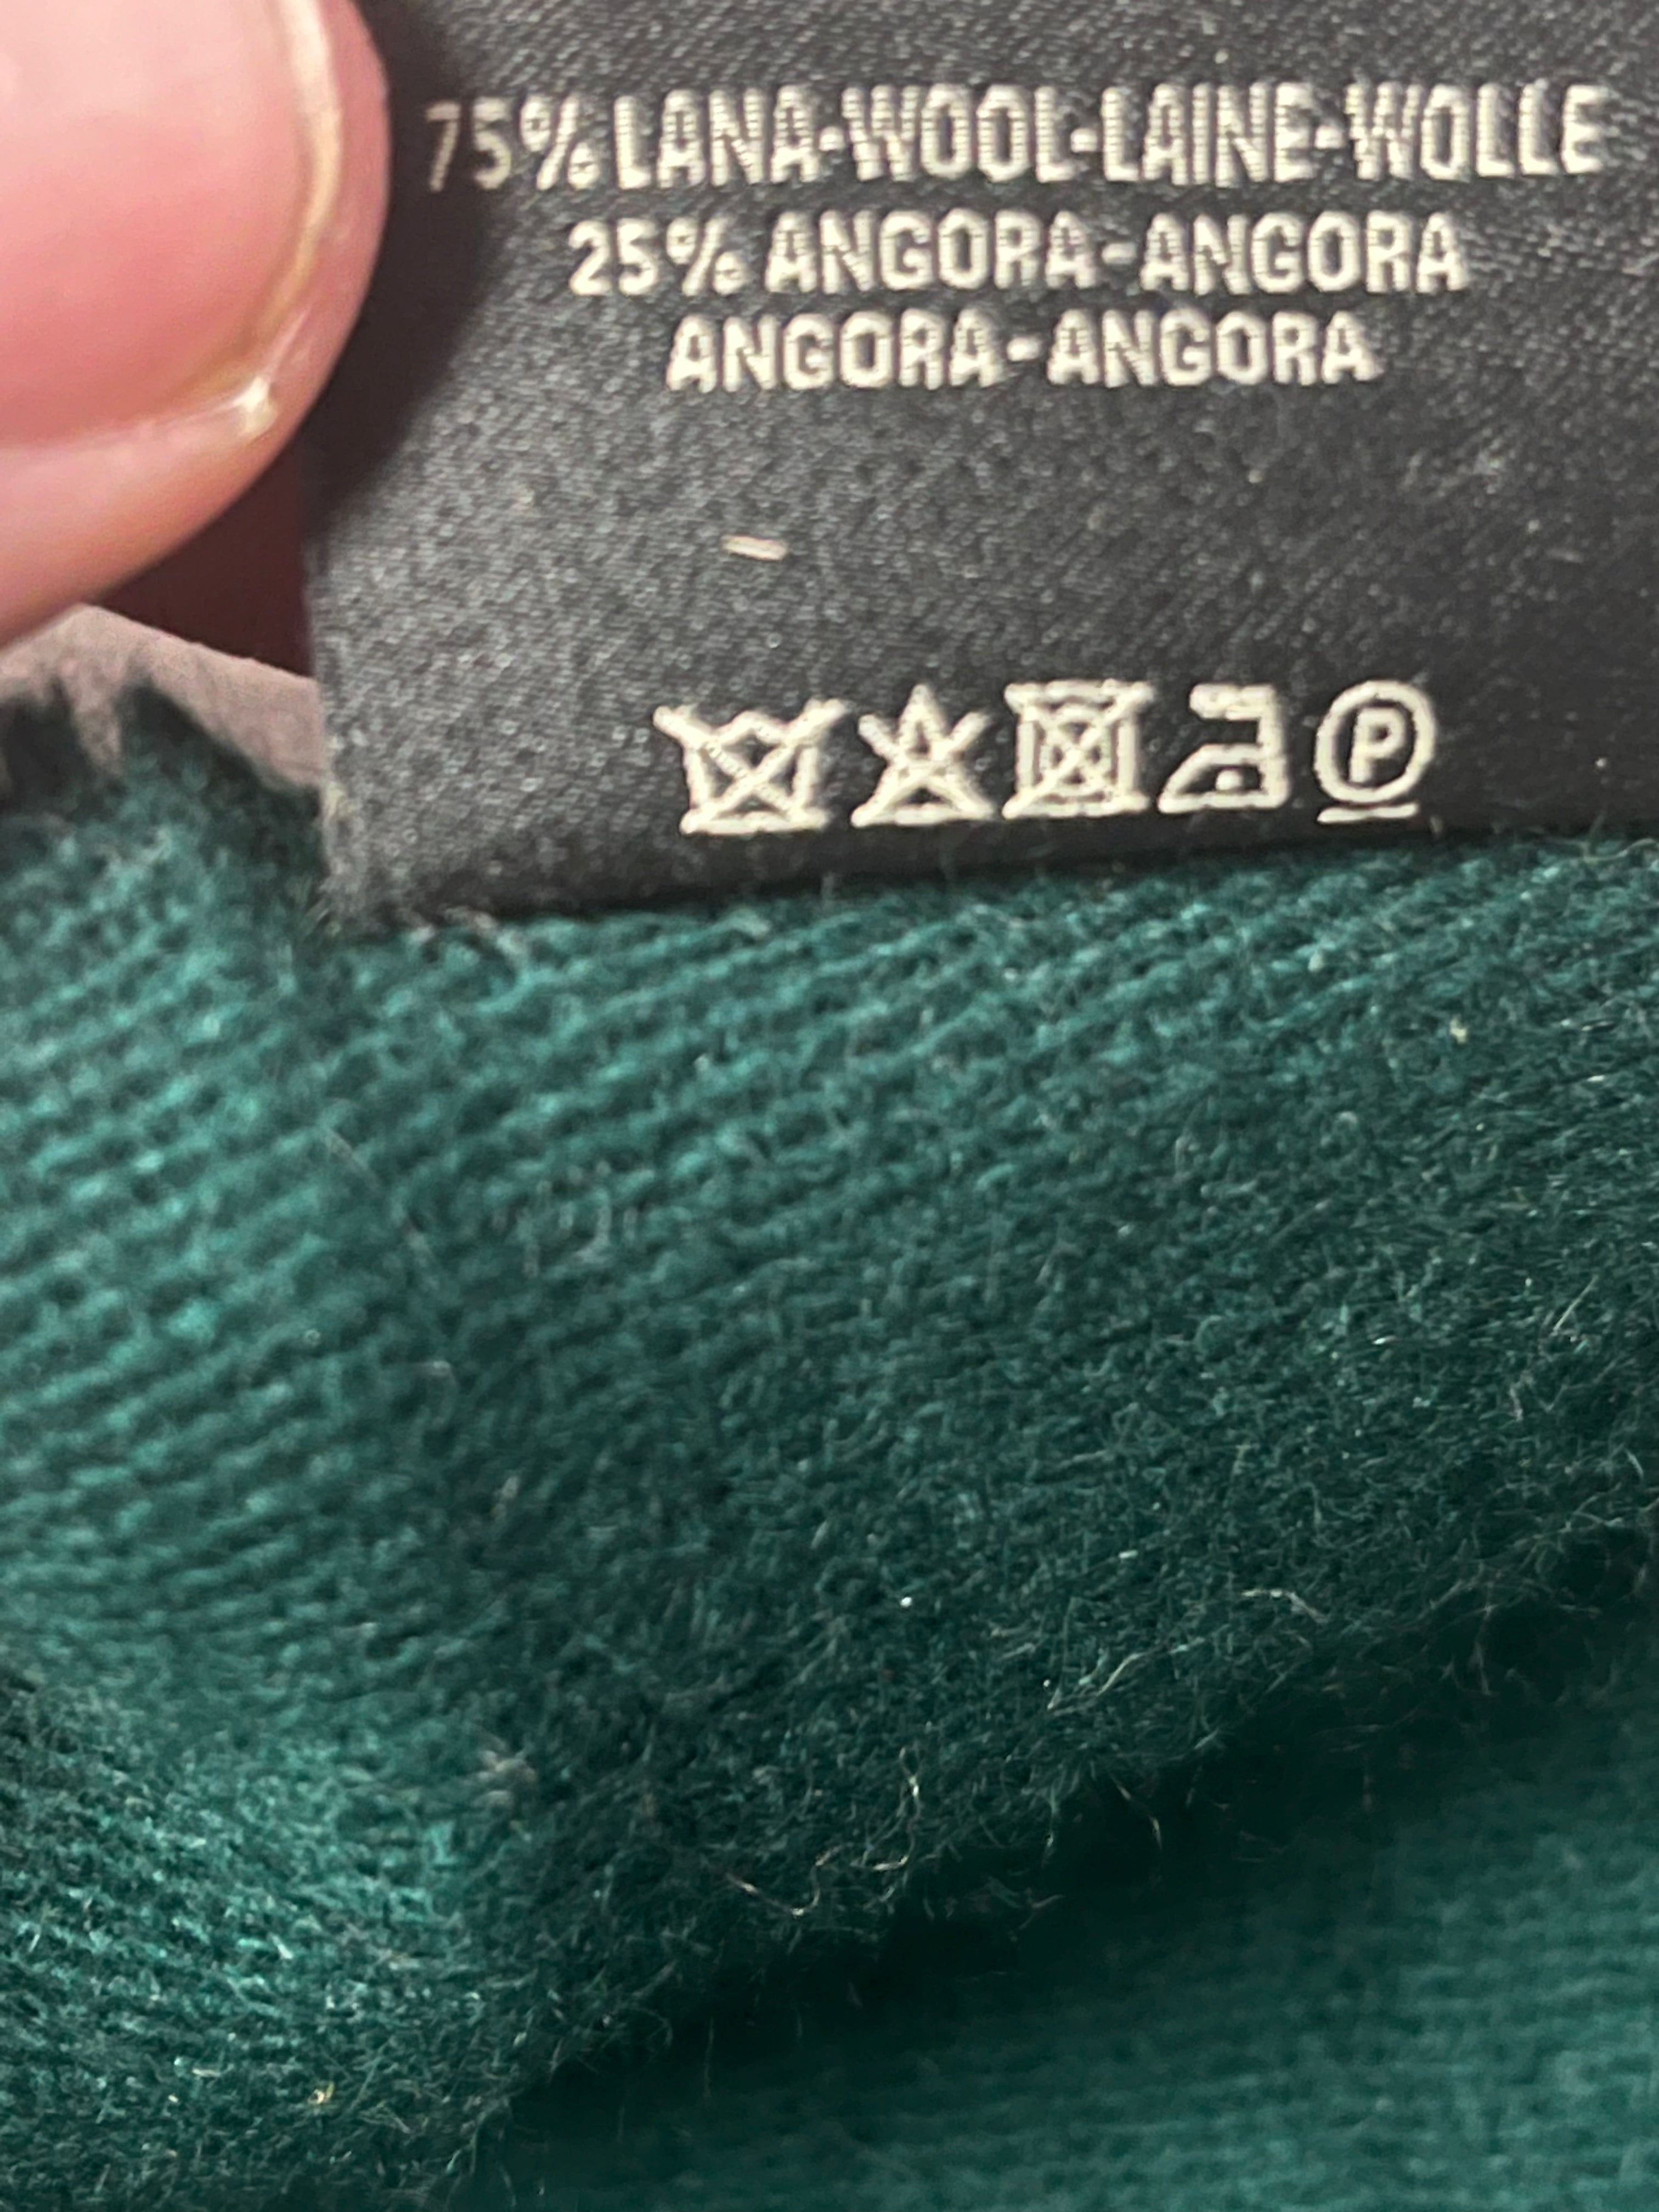 75% LANA-WOOL-LAINE-WOLLE
25% ANGORA-ANGORA
ANGORA-ANGORA
P